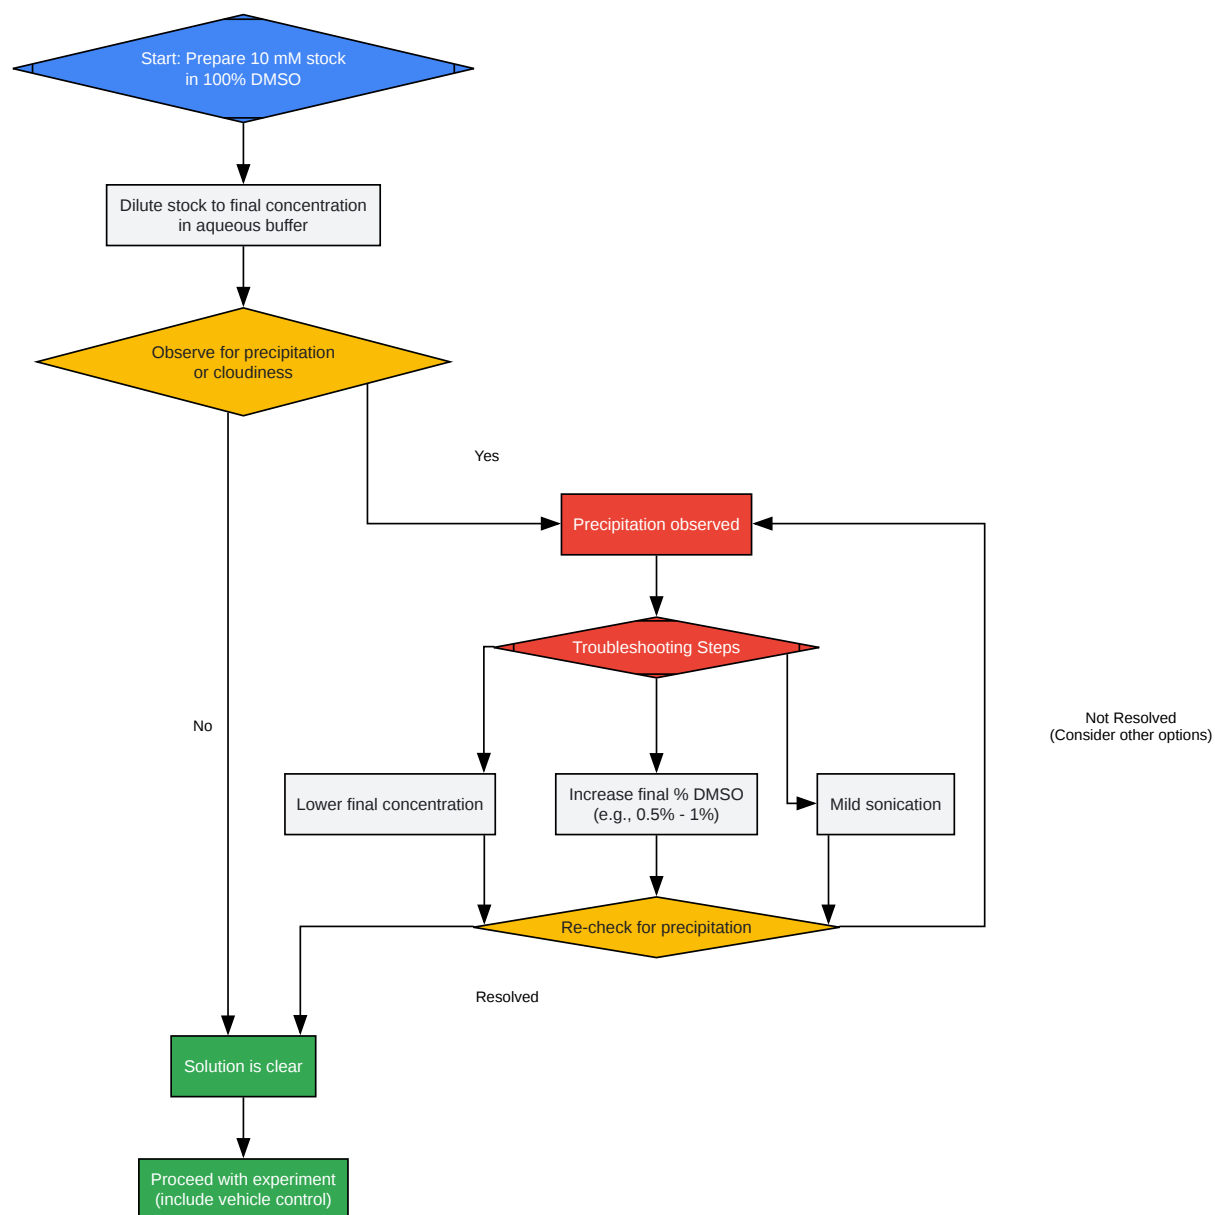 Start: Prepare 10 mM stock
in 100% DMSO
Dilute stock to final concentration
in aqueous buffer
Observe for precipitation
or cloudiness
Yes
Precipitation observed
Troubleshooting Steps
No
Not Resolved
(Consider other options)
Lower final concentration
Increase final % DMSO
(e.g., 0.5% - 1%)
Mild sonication
Re-check for precipitation
Resolved
Solution is clear
Proceed with experiment
(include vehicle control)